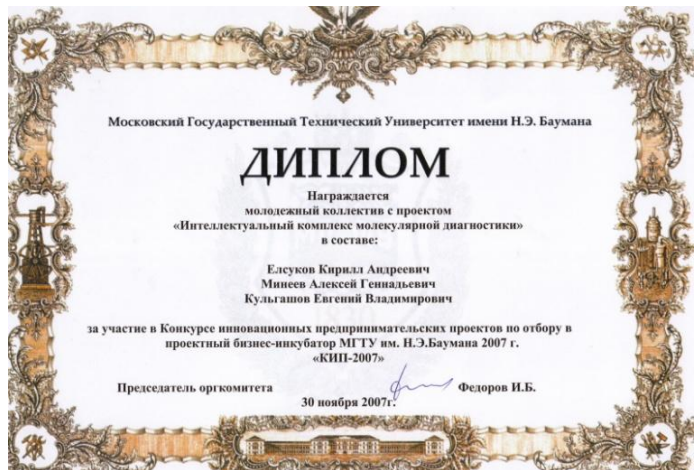 Московский Государственный Технический Университет имени Н.Э. Баумана
ДИПЛОМ
Награждается
молодежный коллектив с проектом
«Интеллектуальный комплекс молекулярной диагностики»
в составе:
Елсуков Кирилл Андреевич
Минеев Алексей Геннадьевич
Кульгашов Евгений Владимирович
за участие в Конкурсе инновационных предпринимательских проектов по отбору в
проектный бизнес-инкубатор МГТУ им. Н.Э.Баумана 2007 г.
«КИП-2007»
Председатель оргкомитета Федоров И.Б.
30 ноября 2007г.